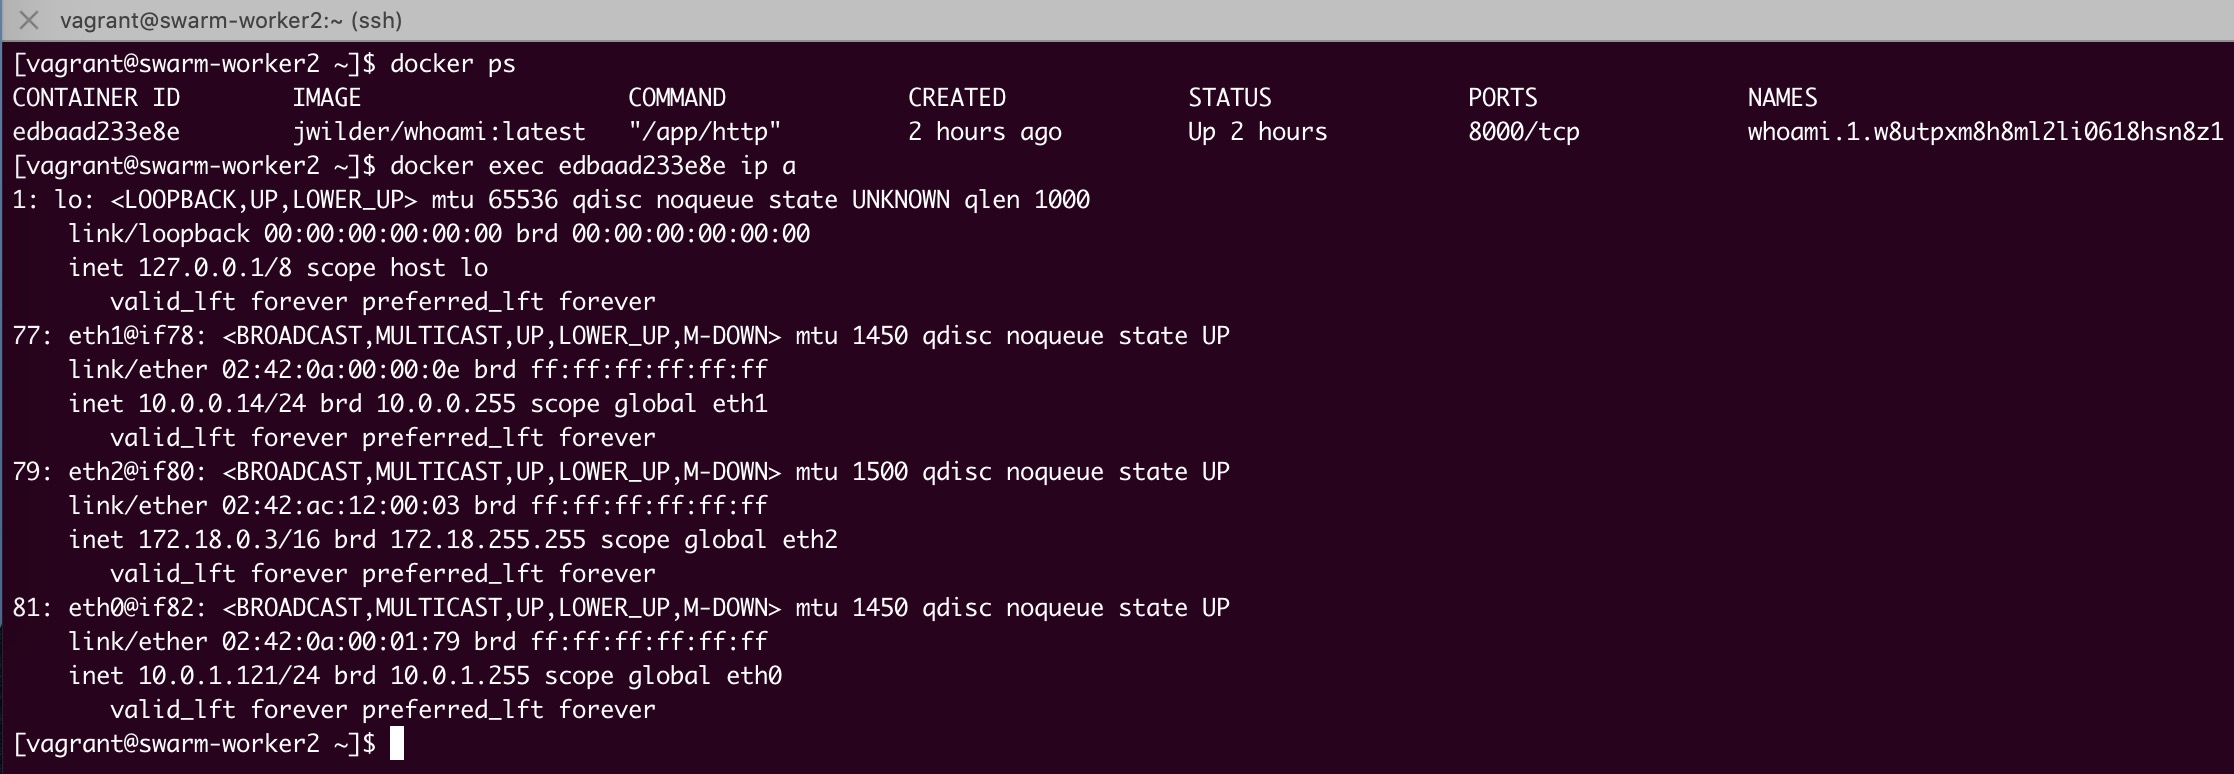 vagrant@swarm-worker2:~ (ssh)
[vagrant@swarm-worker2 ~]$ docker ps
CONTAINER ID        IMAGE                   COMMAND             CREATED             STATUS              PORTS               NAMES
edbaad233e8e        jwilder/whoami:latest   "/app/http"         2 hours ago         Up 2 hours          8000/tcp            whoami.1.w8utpxm8h8ml2li0618hsn8z1
[vagrant@swarm-worker2 ~]$ docker exec edbaad233e8e ip a
1: lo: <LOOPBACK,UP,LOWER_UP> mtu 65536 qdisc noqueue state UNKNOWN qlen 1000
    link/loopback 00:00:00:00:00:00 brd 00:00:00:00:00:00
    inet 127.0.0.1/8 scope host lo
       valid_lft forever preferred_lft forever
77: eth1@if78: <BROADCAST,MULTICAST,UP,LOWER_UP,M-DOWN> mtu 1450 qdisc noqueue state UP
    link/ether 02:42:0a:00:00:0e brd ff:ff:ff:ff:ff:ff
    inet 10.0.0.14/24 brd 10.0.0.255 scope global eth1
       valid_lft forever preferred_lft forever
79: eth2@if80: <BROADCAST,MULTICAST,UP,LOWER_UP,M-DOWN> mtu 1500 qdisc noqueue state UP
    link/ether 02:42:ac:12:00:03 brd ff:ff:ff:ff:ff:ff
    inet 172.18.0.3/16 brd 172.18.255.255 scope global eth2
       valid_lft forever preferred_lft forever
81: eth0@if82: <BROADCAST,MULTICAST,UP,LOWER_UP,M-DOWN> mtu 1450 qdisc noqueue state UP
    link/ether 02:42:0a:00:01:79 brd ff:ff:ff:ff:ff:ff
    inet 10.0.1.121/24 brd 10.0.1.255 scope global eth0
       valid_lft forever preferred_lft forever
[vagrant@swarm-worker2 ~]$